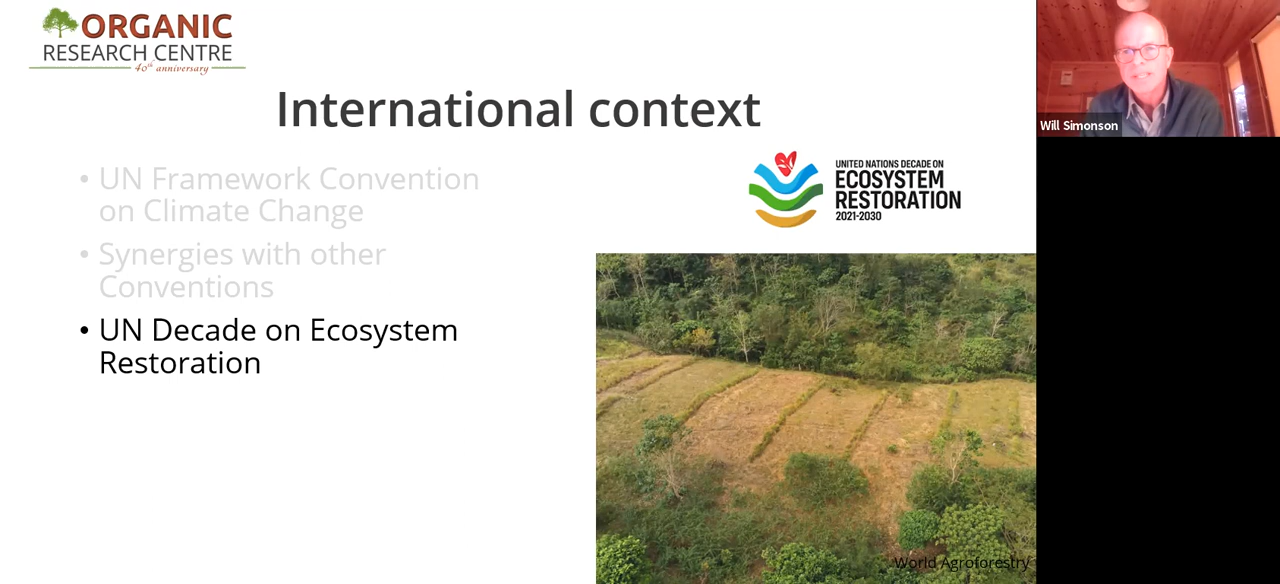 ORGANIC
RESEARCH CENTRE
40th anniversary
International context
• UN Framework Convention
on Climate Change
• Synergies with other
Conventions
• UN Decade on Ecosystem
Restoration
UNITED NATIONS DECADE ON
ECOSYSTEM
RESTORATION
2021-2030
World Agroforestry
Will Simonson